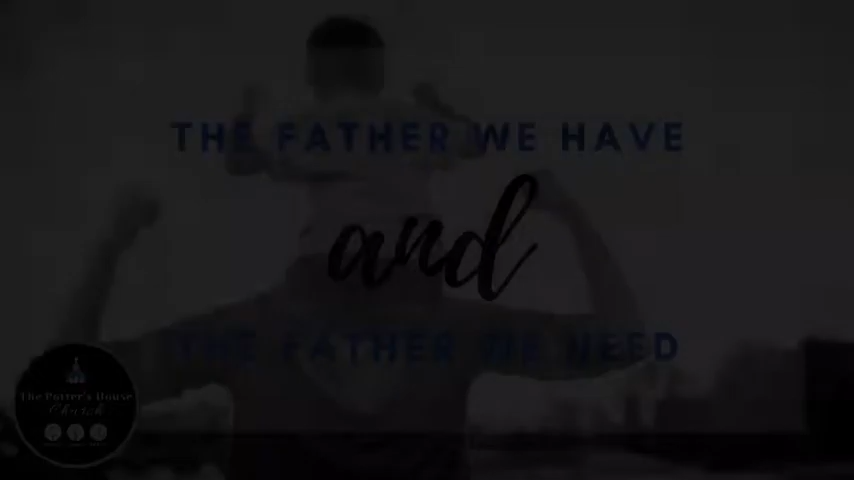 THE FATHER WE HAVE
and
THE FATHER WE NEED
The Potter's House
Church